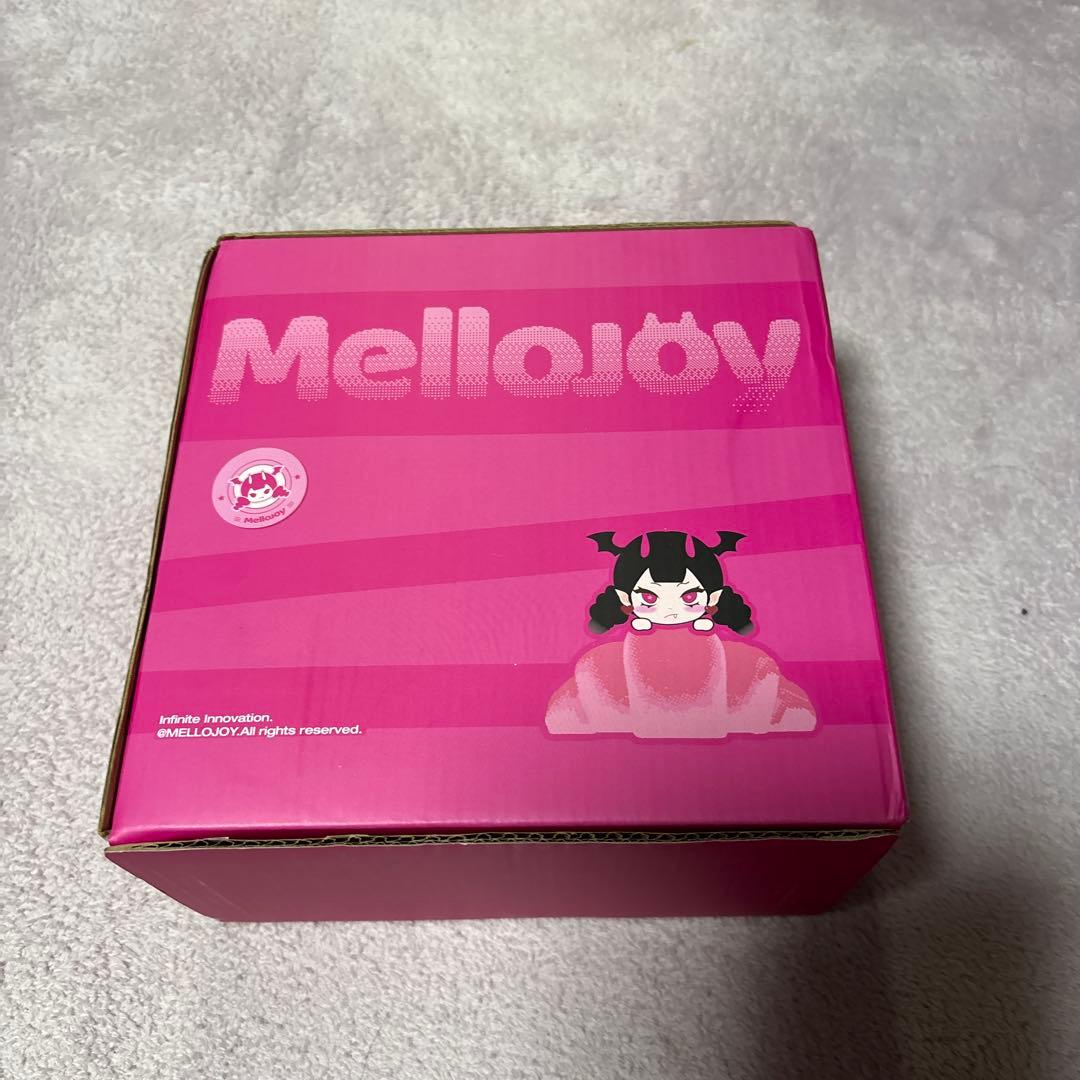 Mellojoy
Mellojoy
Infinite Innovation.
@MELLOJOY.All rights reserved.